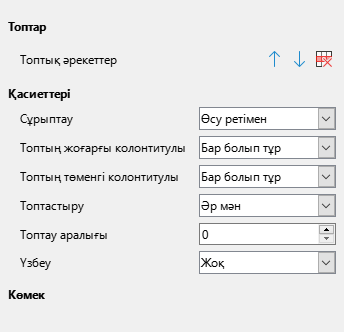 Топтар
Топтық әрекеттер
Қасиеттері
Сұрыптау Өсу ретімен
Топтың жоғарғы колонтитулы Бар болып тұр
Топтың төменгі колонтитулы Бар болып тұр
Топтастыру Әр мән
Топтау аралығы 0
Үзбеу Жоқ
Көмек